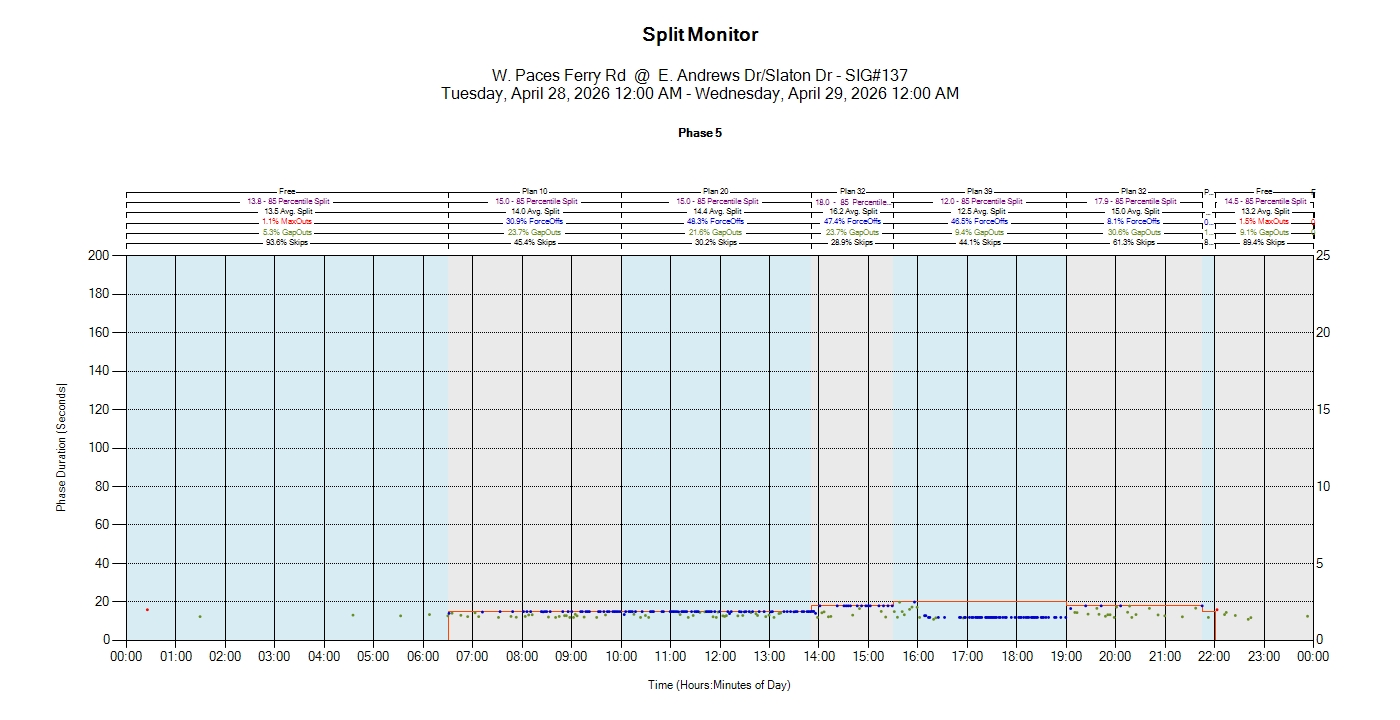 Split Monitor
W. Paces Ferry Rd @ E. Andrews Dr/Slaton Dr - SIG#137
Tuesday, April 28, 2026 12:00 AM - Wednesday, April 29, 2026 12:00 AM
Phase 5
Free Plan 10 Plan 20 Plan 32 Plan 39 Plan 32 P... Free F
13.8 - 85 Percentile Split 15.0 - 85 Percentile Split 15.0 - 85 Percentile Split 18.0 - 85 Percentile... 12.0 - 85 Percentile Split 17.9 - 85 Percentile Split 14.5 - 85 Percentile Split
13.5 Avg. Split 14.0 Avg. Split 14.4 Avg. Split 16.2 Avg. Split 12.5 Avg. Split 15.0 Avg. Split 13.2 Avg. Split
1.1% MaxOuts 30.9% ForceOffs 48.3% ForceOffs 47.4% ForceOffs 46.5% ForceOffs 8.1% ForceOffs 0... 1.5% MaxOuts
5.3% GapOuts 23.7% GapOuts 21.6% GapOuts 23.7% GapOuts 9.4% GapOuts 30.6% GapOuts 1... 9.1% GapOuts
93.6% Skips 45.4% Skips 30.2% Skips 28.9% Skips 44.1% Skips 61.3% Skips 8... 89.4% Skips
200 25
180
160 20
140
120 15
100
80 10
60
40 5
20
0 0
00:00 01:00 02:00 03:00 04:00 05:00 06:00 07:00 08:00 09:00 10:00 11:00 12:00 13:00 14:00 15:00 16:00 17:00 18:00 19:00 20:00 21:00 22:00 23:00 00:00
Phase Duration (Seconds)
Time (Hours:Minutes of Day)